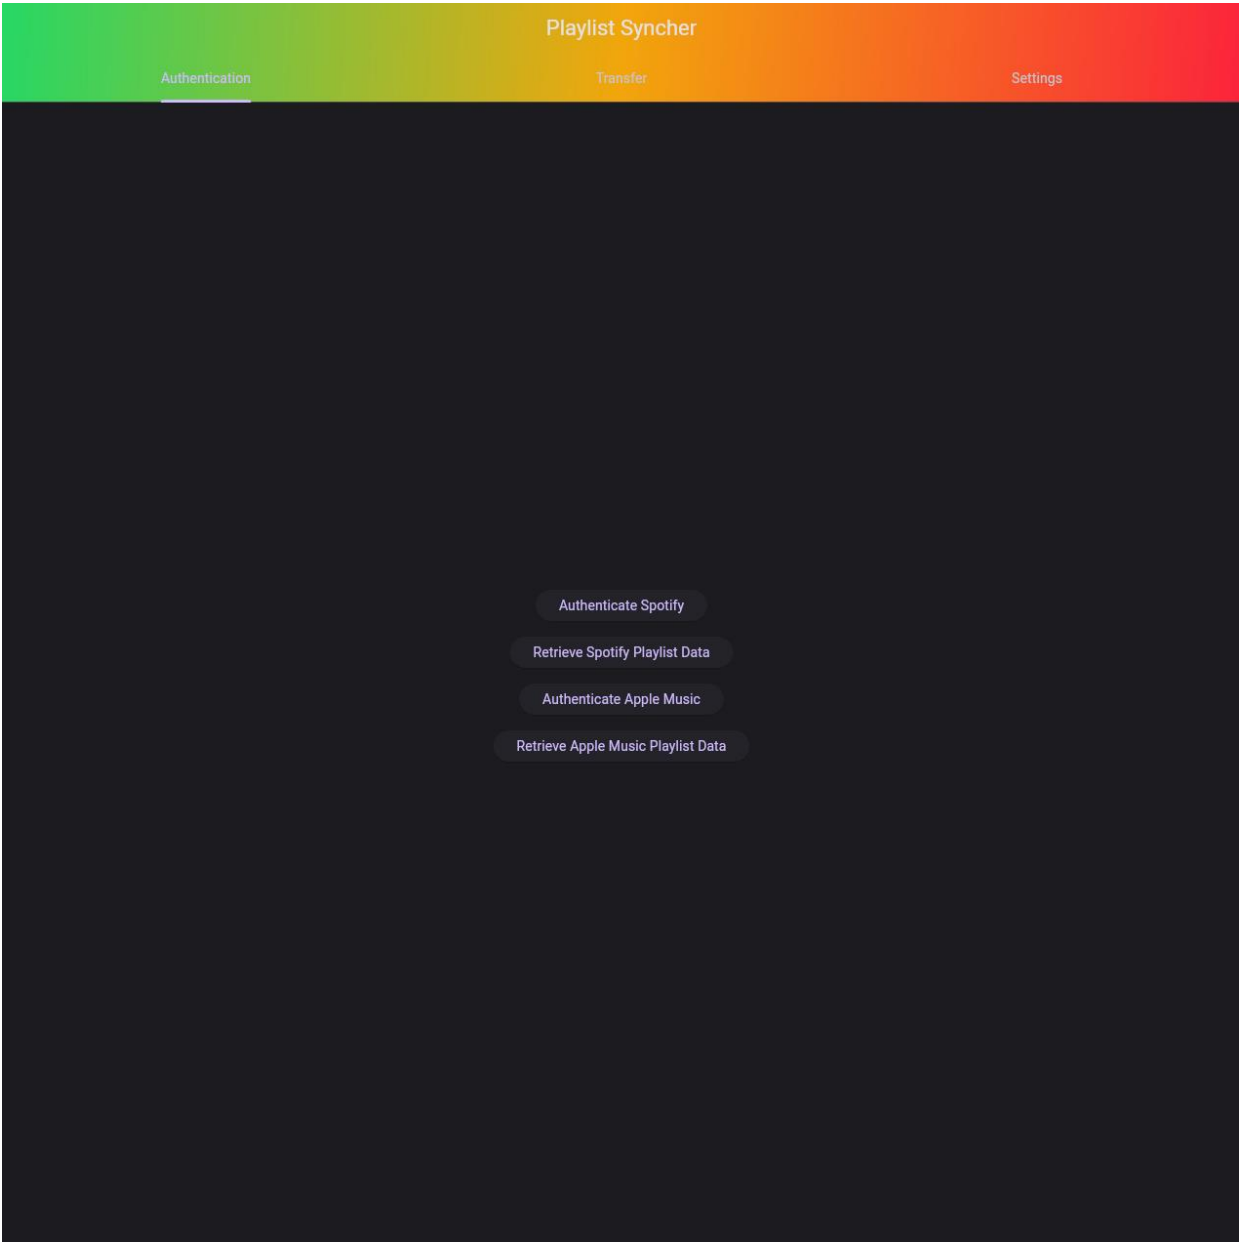 Playlist Syncher
Authentication Transfer Settings
Authenticate Spotify
Retrieve Spotify Playlist Data
Authenticate Apple Music
Retrieve Apple Music Playlist Data